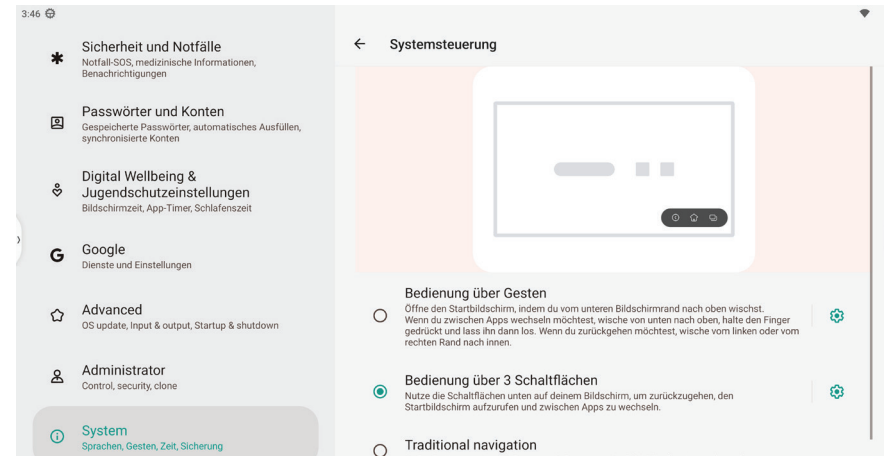 3:46
Sicherheit und Notfälle
Notfall-SOS, medizinische Informationen,
Benachrichtigungen
Passwörter und Konten
Gespeicherte Passwörter, automatisches Ausfüllen,
synchronisierte Konten
Digital Wellbeing &
Jugendschutzeinstellungen
Bildschirmzeit, App-Timer, Schlafenszeit
Google
Dienste und Einstellungen
Advanced
OS update, Input & output, Startup & shutdown
Administrator
Control, security, clone
System
Sprachen, Gesten, Zeit, Sicherung
Systemsteuerung
Bedienung über Gesten
Öffne den Startbildschirm, indem du vom unteren Bildschirmrand nach oben wischst.
Wenn du zwischen Apps wechseln möchtest, wische von unten nach oben, halte den Finger
gedrückt und lass ihn dann los. Wenn du zurückgehen möchtest, wische vom linken oder vom
rechten Rand nach innen.
Bedienung über 3 Schaltflächen
Nutze die Schaltflächen unten auf deinem Bildschirm, um zurückzugehen, den
Startbildschirm aufzurufen und zwischen Apps zu wechseln.
Traditional navigation